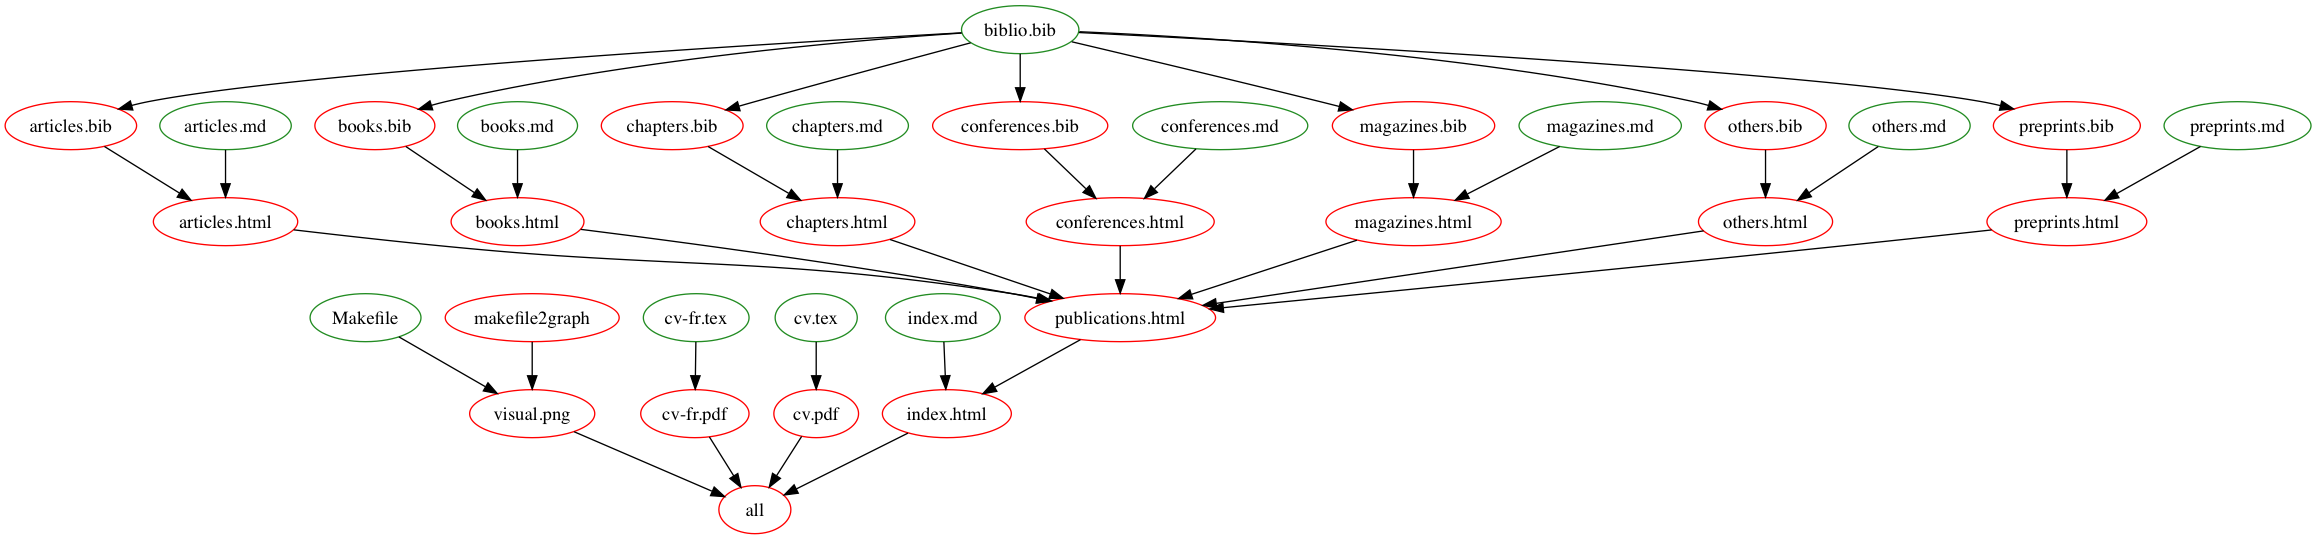 biblio.bib
articles.bib
articles.md
books.bib
books.md
chapters.bib
chapters.md
conferences.bib
conferences.md
magazines.bib
magazines.md
others.bib
others.md
preprints.bib
preprints.md
articles.html
books.html
chapters.html
conferences.html
magazines.html
others.html
preprints.html
Makefile
makefile2graph
cv-fr.tex
cv.tex
index.md
publications.html
visual.png
cv-fr.pdf
cv.pdf
index.html
all